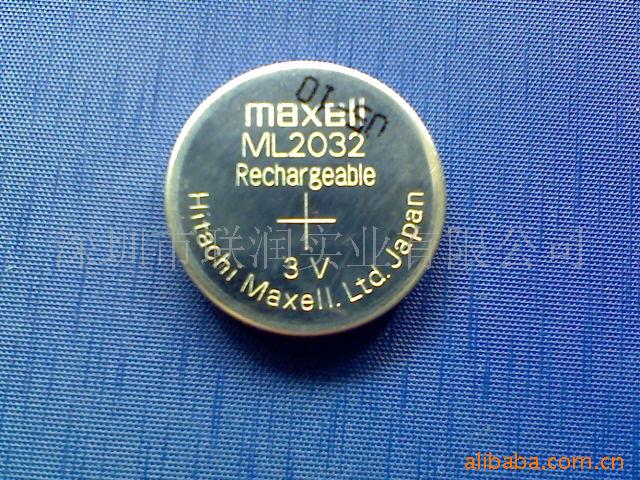 maxell
ML2032
Rechargeable
+
3 V
Hitachi Maxell. Ltd. Japan
深圳市联润实业有限公司
alibaba.com.cn